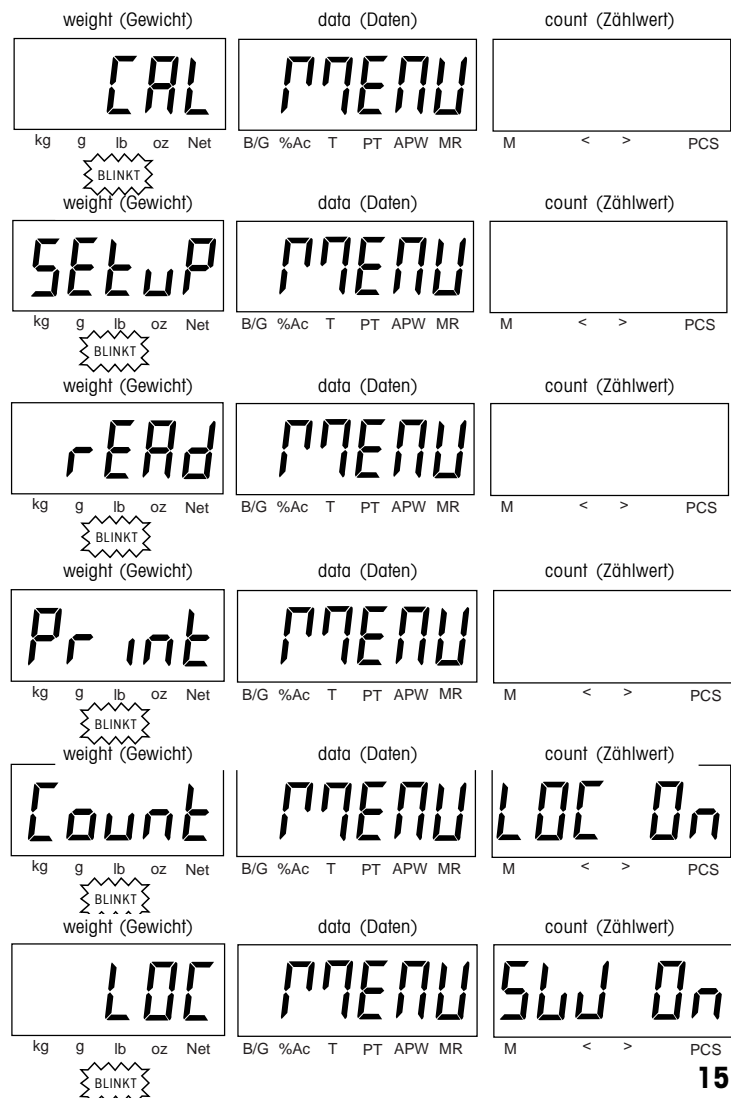 weight (Gewicht) data (Daten) count (Zählwert)
CAL MENU
kg g lb oz Net B/G %Ac T PT APW MR M < > PCS
BLINKT
weight (Gewicht) data (Daten) count (Zählwert)
SEtuP MENU
kg g lb oz Net B/G %Ac T PT APW MR M < > PCS
BLINKT
weight (Gewicht) data (Daten) count (Zählwert)
rEAd MENU
kg g lb oz Net B/G %Ac T PT APW MR M < > PCS
BLINKT
weight (Gewicht) data (Daten) count (Zählwert)
Print MENU
kg g lb oz Net B/G %Ac T PT APW MR M < > PCS
BLINKT
weight (Gewicht) data (Daten) count (Zählwert)
Count MENU LOC On
kg g lb oz Net B/G %Ac T PT APW MR M < > PCS
BLINKT
weight (Gewicht) data (Daten) count (Zählwert)
LOC MENU SW On
kg g lb oz Net B/G %Ac T PT APW MR M < > PCS
BLINKT
15